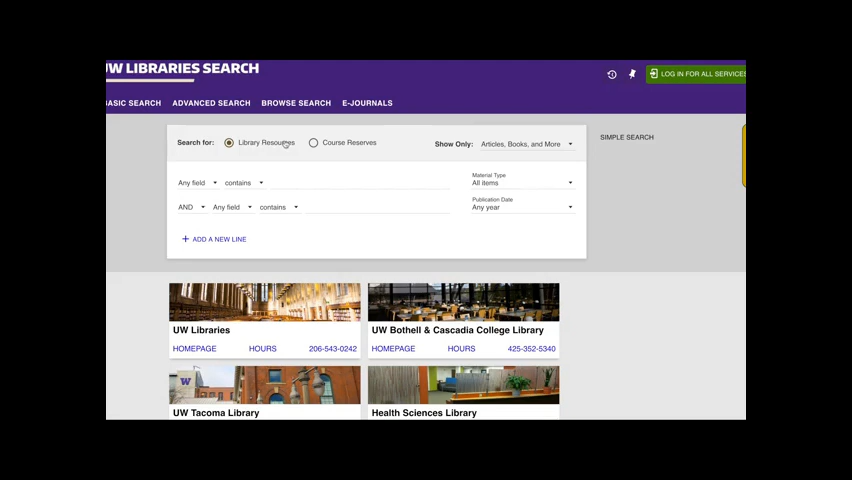 UW LIBRARIES SEARCH
LOG IN FOR ALL SERVICES
BASIC SEARCH ADVANCED SEARCH BROWSE SEARCH E-JOURNALS
Search for: Library Resources Course Reserves Show Only: Articles, Books, and More
SIMPLE SEARCH
Material Type
Any field contains All items
Publication Date
AND Any field contains Any year
+ ADD A NEW LINE
UW Libraries
HOMEPAGE HOURS 206-543-0242
UW Bothell & Cascadia College Library
HOMEPAGE HOURS 425-352-5340
W
UW Tacoma Library
Health Sciences Library